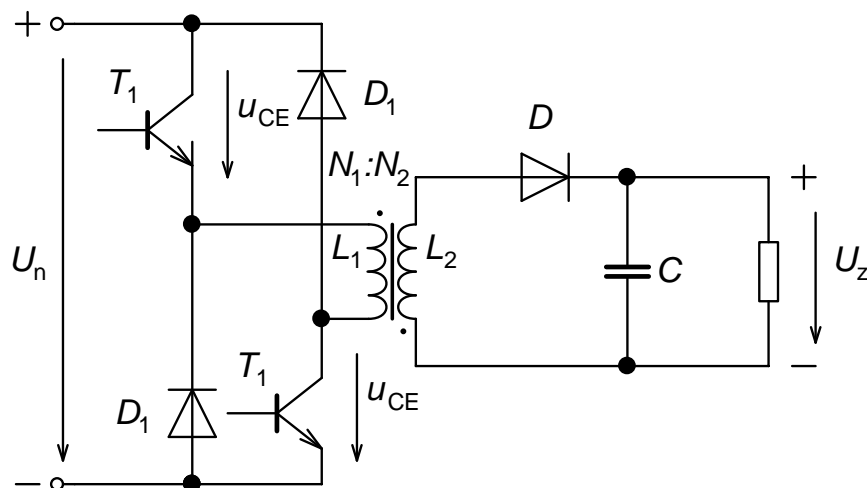 +
T1
uCE
D1
D
N1:N2
+
Un
L1
L2
C
Uz
T1
D1
uCE
−
−